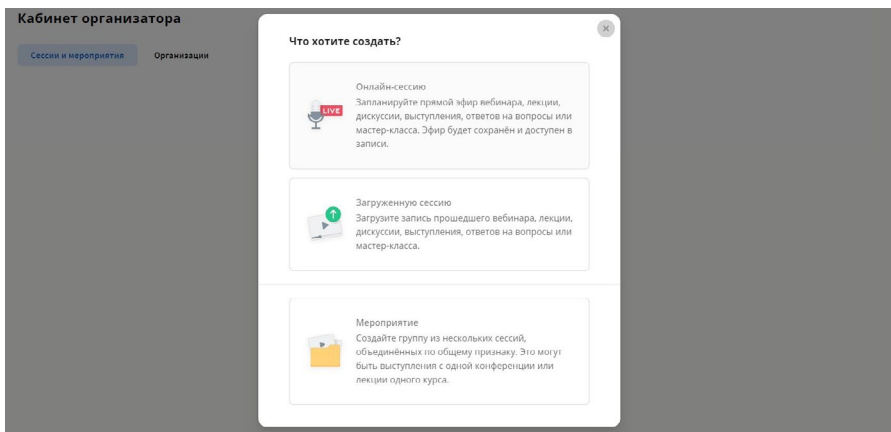 Кабинет организатора
Сессии и мероприятия
Организации
Что хотите создать?
Онлайн-сессию
LIVE
Запланируйте прямой эфир вебинара, лекции,
дискуссии, выступления, ответов на вопросы или
мастер-класса. Эфир будет сохранён и доступен в
записи.
Загруженную сессию
Загрузите запись прошедшего вебинара, лекции,
дискуссии, выступления, ответов на вопросы или
мастер-класса.
Мероприятие
Создайте группу из нескольких сессий,
объединённых по общему признаку. Это могут
быть выступления с одной конференции или
лекции одного курса.